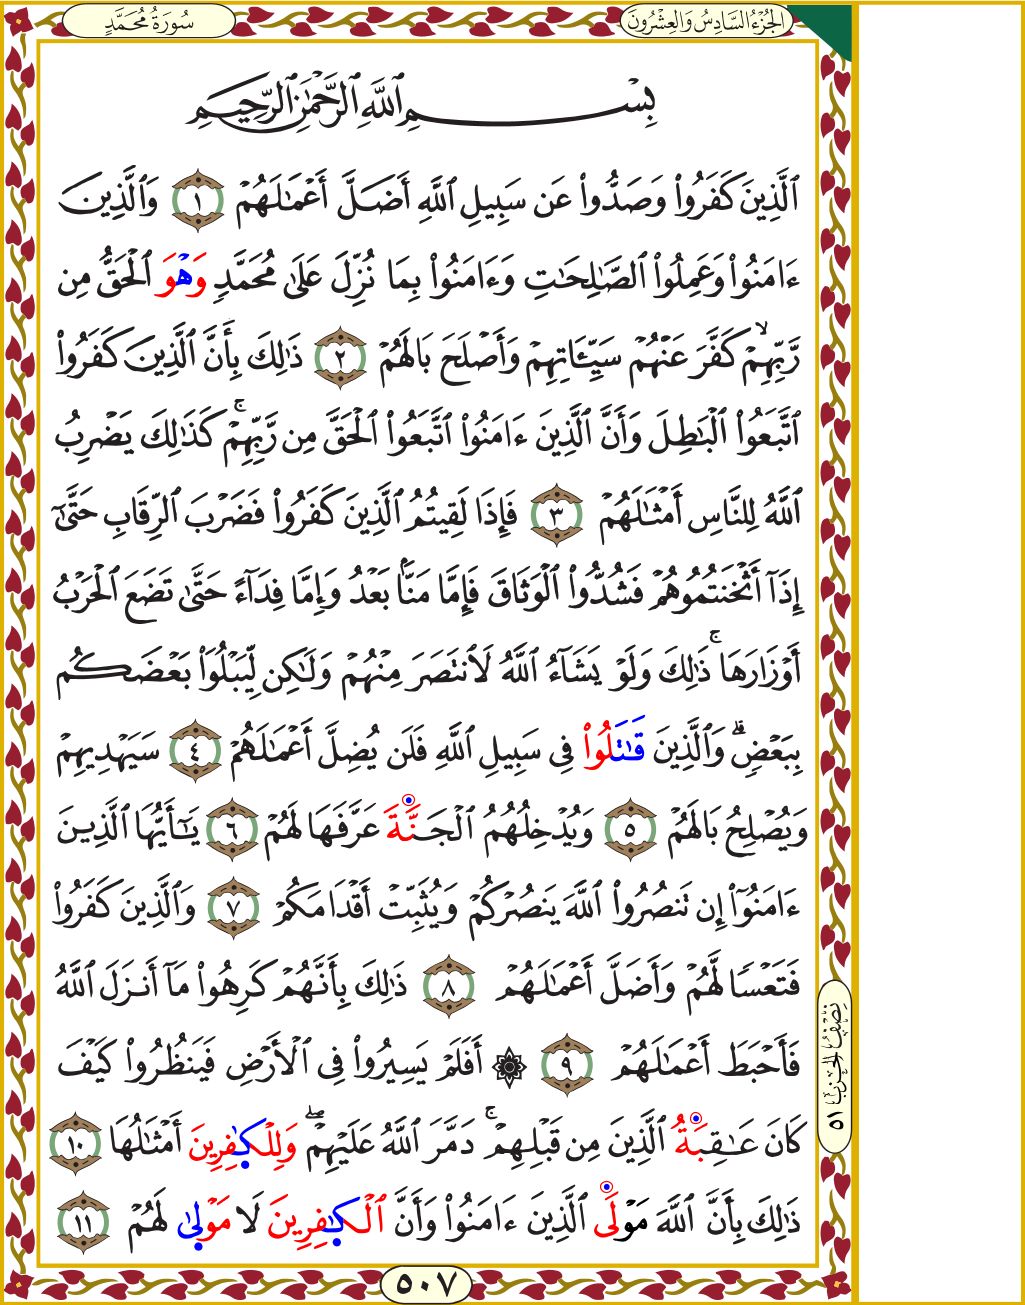 الجُزْءُ السَّادِسُ وَالعِشْرُونَ
سُورَةُ مُحَمَّدٍ
بِسْمِ ٱللَّهِ ٱلرَّحْمَٰنِ ٱلرَّحِيمِ
ٱلَّذِينَ كَفَرُوا۟ وَصَدُّوا۟ عَن سَبِيلِ ٱللَّهِ أَضَلَّ أَعْمَٰلَهُمْ ١ وَٱلَّذِينَ
ءَامَنُوا۟ وَعَمِلُوا۟ ٱلصَّٰلِحَٰتِ وَءَامَنُوا۟ بِمَا نُزِّلَ عَلَىٰ مُحَمَّدٍ وَهْوَ ٱلْحَقُّ مِن
رَّبِّهِمْ ۙ كَفَّرَ عَنْهُمْ سَيِّـَٔاتِهِمْ وَأَصْلَحَ بَالَهُمْ ٢ ذَٰلِكَ بِأَنَّ ٱلَّذِينَ كَفَرُوا۟
ٱتَّبَعُوا۟ ٱلْبَٰطِلَ وَأَنَّ ٱلَّذِينَ ءَامَنُوا۟ ٱتَّبَعُوا۟ ٱلْحَقَّ مِن رَّبِّهِمْ ۚ كَذَٰلِكَ يَضْرِبُ
ٱللَّهُ لِلنَّاسِ أَمْثَٰلَهُمْ ٣ فَإِذَا لَقِيتُمُ ٱلَّذِينَ كَفَرُوا۟ فَضَرْبَ ٱلرِّقَابِ حَتَّىٰٓ
إِذَآ أَثْخَنتُمُوهُمْ فَشُدُّوا۟ ٱلْوَثَاقَ فَإِمَّا مَنًّۢا بَعْدُ وَإِمَّا فِدَآءً حَتَّىٰ تَضَعَ ٱلْحَرْبُ
أَوْزَارَهَا ۚ ذَٰلِكَ وَلَوْ يَشَآءُ ٱللَّهُ لَٱنتَصَرَ مِنْهُمْ وَلَٰكِن لِّيَبْلُوَا۟ بَعْضَكُم
بِبَعْضٍ ۗ وَٱلَّذِينَ قَٰتَلُوا۟ فِى سَبِيلِ ٱللَّهِ فَلَن يُضِلَّ أَعْمَٰلَهُمْ ٤ سَيَهْدِيهِمْ
وَيُصْلِحُ بَالَهُمْ ٥ وَيُدْخِلُهُمُ ٱلْجَنَّةَ عَرَّفَهَا لَهُمْ ٦ يَٰٓأَيُّهَا ٱلَّذِينَ
ءَامَنُوٓا۟ إِن تَنصُرُوا۟ ٱللَّهَ يَنصُرْكُمْ وَيُثَبِّتْ أَقْدَامَكُمْ ٧ وَٱلَّذِينَ كَفَرُوا۟
فَتَعْسًا لَّهُمْ وَأَضَلَّ أَعْمَٰلَهُمْ ٨ ذَٰلِكَ بِأَنَّهُمْ كَرِهُوا۟ مَآ أَنزَلَ ٱللَّهُ
فَأَحْبَطَ أَعْمَٰلَهُمْ ٩ ۞ أَفَلَمْ يَسِيرُوا۟ فِى ٱلْأَرْضِ فَيَنظُرُوا۟ كَيْفَ
كَانَ عَٰقِبَةُ ٱلَّذِينَ مِن قَبْلِهِمْ ۚ دَمَّرَ ٱللَّهُ عَلَيْهِمْ ۖ وَلِلْكَٰفِرِينَ أَمْثَٰلُهَا ١٠
ذَٰلِكَ بِأَنَّ ٱللَّهَ مَوْلَى ٱلَّذِينَ ءَامَنُوا۟ وَأَنَّ ٱلْكَٰفِرِينَ لَا مَوْلَىٰ لَهُمْ ١١
نِصْفُ الحِزْبِ ٥١
٥٠٧